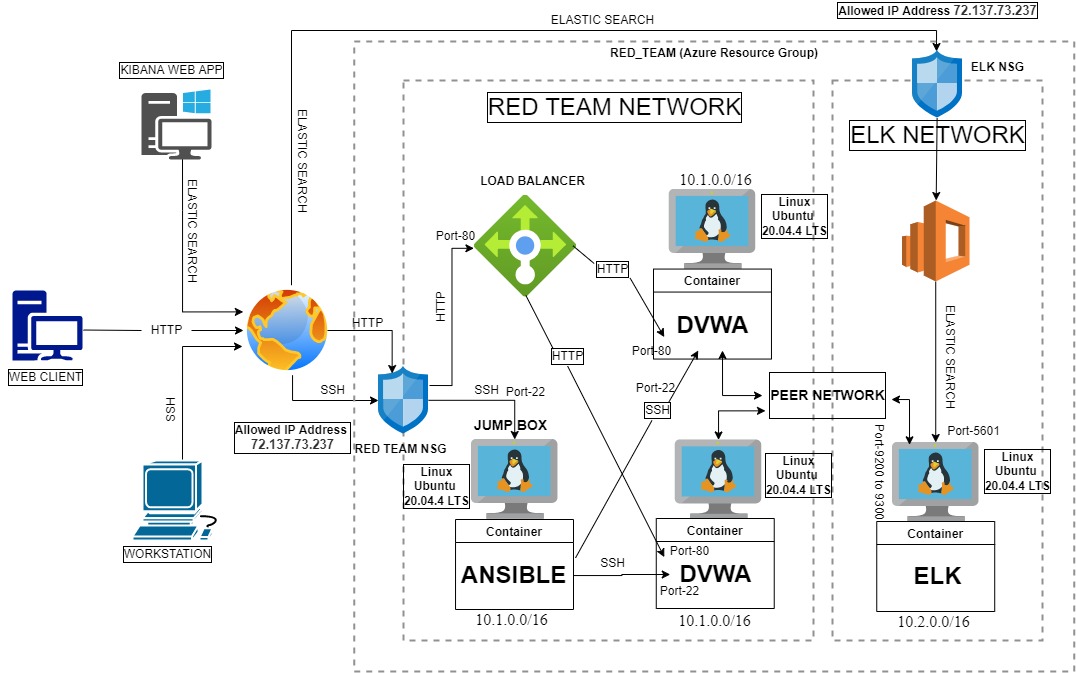 Allowed IP Address 72.137.73.237
ELASTIC SEARCH
RED_TEAM (Azure Resource Group)
ELK NSG
KIBANA WEB APP
RED TEAM NETWORK
ELK NETWORK
ELASTIC SEARCH
ELASTIC SEARCH
LOAD BALANCER
10.1.0.0/16
Linux
Ubuntu
20.04.4 LTS
Port-80
HTTP
Container
DVWA
Port-80
HTTP
HTTP
HTTP
WEB CLIENT
HTTP
ELASTIC SEARCH
SSH
SSH
Port-22
Port-22
SSH
PEER NETWORK
SSH
Allowed IP Address
72.137.73.237
RED TEAM NSG
JUMP BOX
Port-5601
Port-9200 to 9300
Linux
Ubuntu
20.04.4 LTS
Linux
Ubuntu
20.04.4 LTS
Linux
Ubuntu
20.04.4 LTS
WORKSTATION
Container
ANSIBLE
10.1.0.0/16
SSH
Container
Port-80
DVWA
Port-22
10.1.0.0/16
Container
ELK
10.2.0.0/16